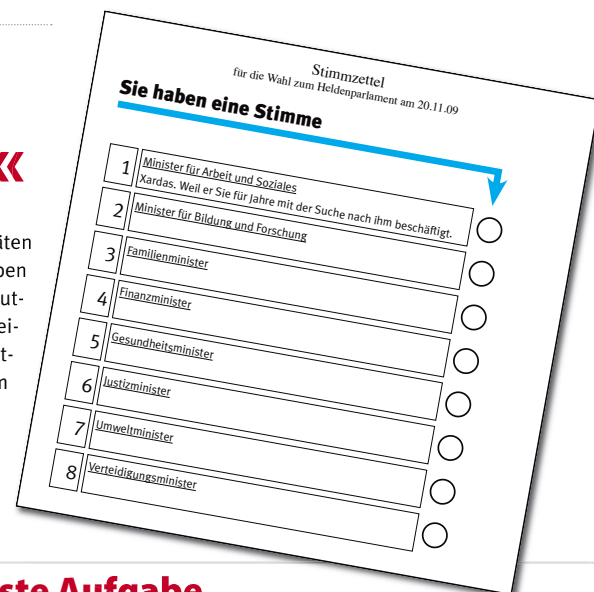 «
äten
ben
ut-
ei-
t-
n
Stimmzettel
für die Wahl zum Heldenparlament am 20.11.09
Sie haben eine Stimme
1 Minister für Arbeit und Soziales
Xardas. Weil er Sie für Jahre mit der Suche nach ihm beschäftigt.
2 Minister für Bildung und Forschung
3 Familienminister
4 Finanzminister
5 Gesundheitsminister
6 Justizminister
7 Umweltminister
8 Verteidigungsminister
ste Aufgabe